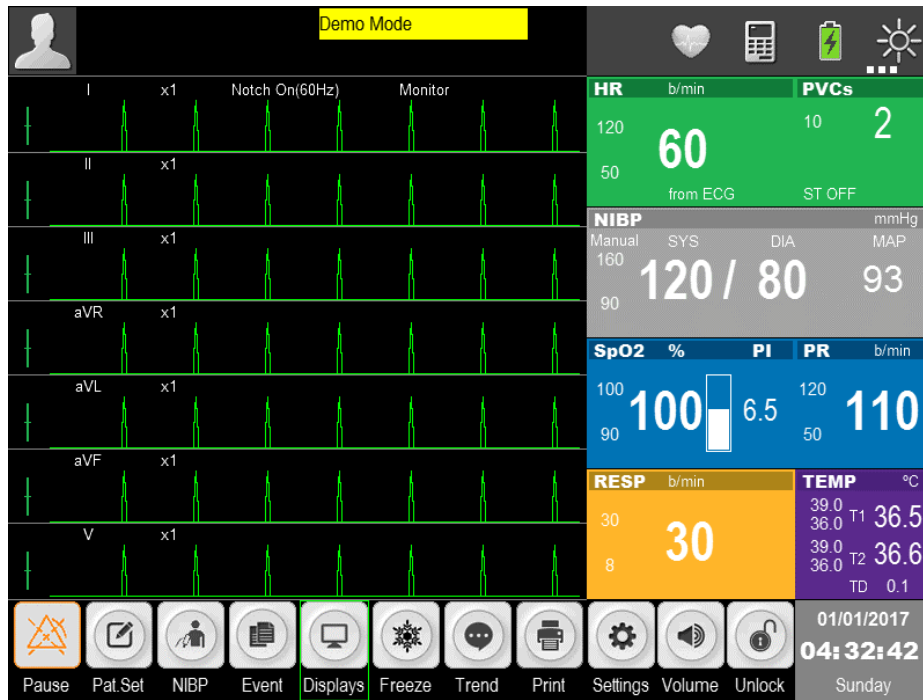 Demo Mode
I x1 Notch On(60Hz) Monitor
II x1
III x1
aVR x1
aVL x1
aVF x1
V x1
HR b/min
120
60
50
from ECG
PVCs
10
2
ST OFF
NIBP mmHg
Manual SYS DIA MAP
160
120 / 80 93
90
SpO2 % PI
100
100 6.5
90
PR b/min
120
110
50
RESP b/min
30
30
8
TEMP °C
39.0
36.0 T1 36.5
39.0
36.0 T2 36.6
TD 0.1
Pause Pat.Set NIBP Event Displays Freeze Trend Print Settings Volume Unlock
01/01/2017
04:32:42
Sunday